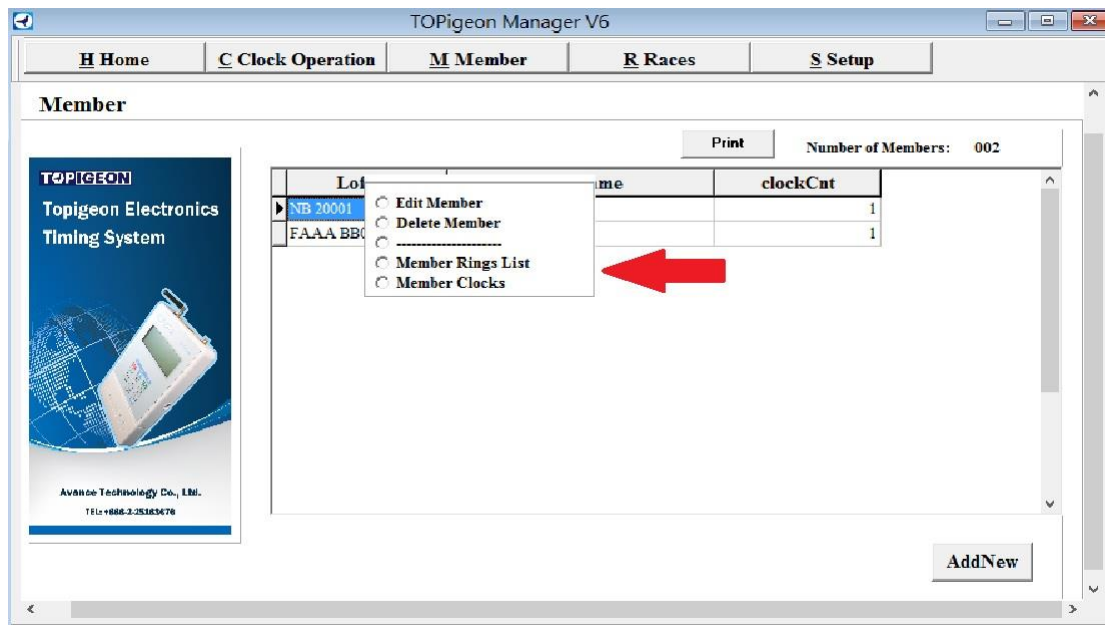 TOPigeon Manager V6
H Home C Clock Operation M Member R Races S Setup
Member
Print Number of Members: 002
TOPIGEON
Topigeon Electronics
Timing System
Avance Technology Co., Ltd.
Lof me clockCnt
NB 20001 1
FAAA BB 1
Edit Member
Delete Member
---------------------
Member Rings List
Member Clocks
AddNew